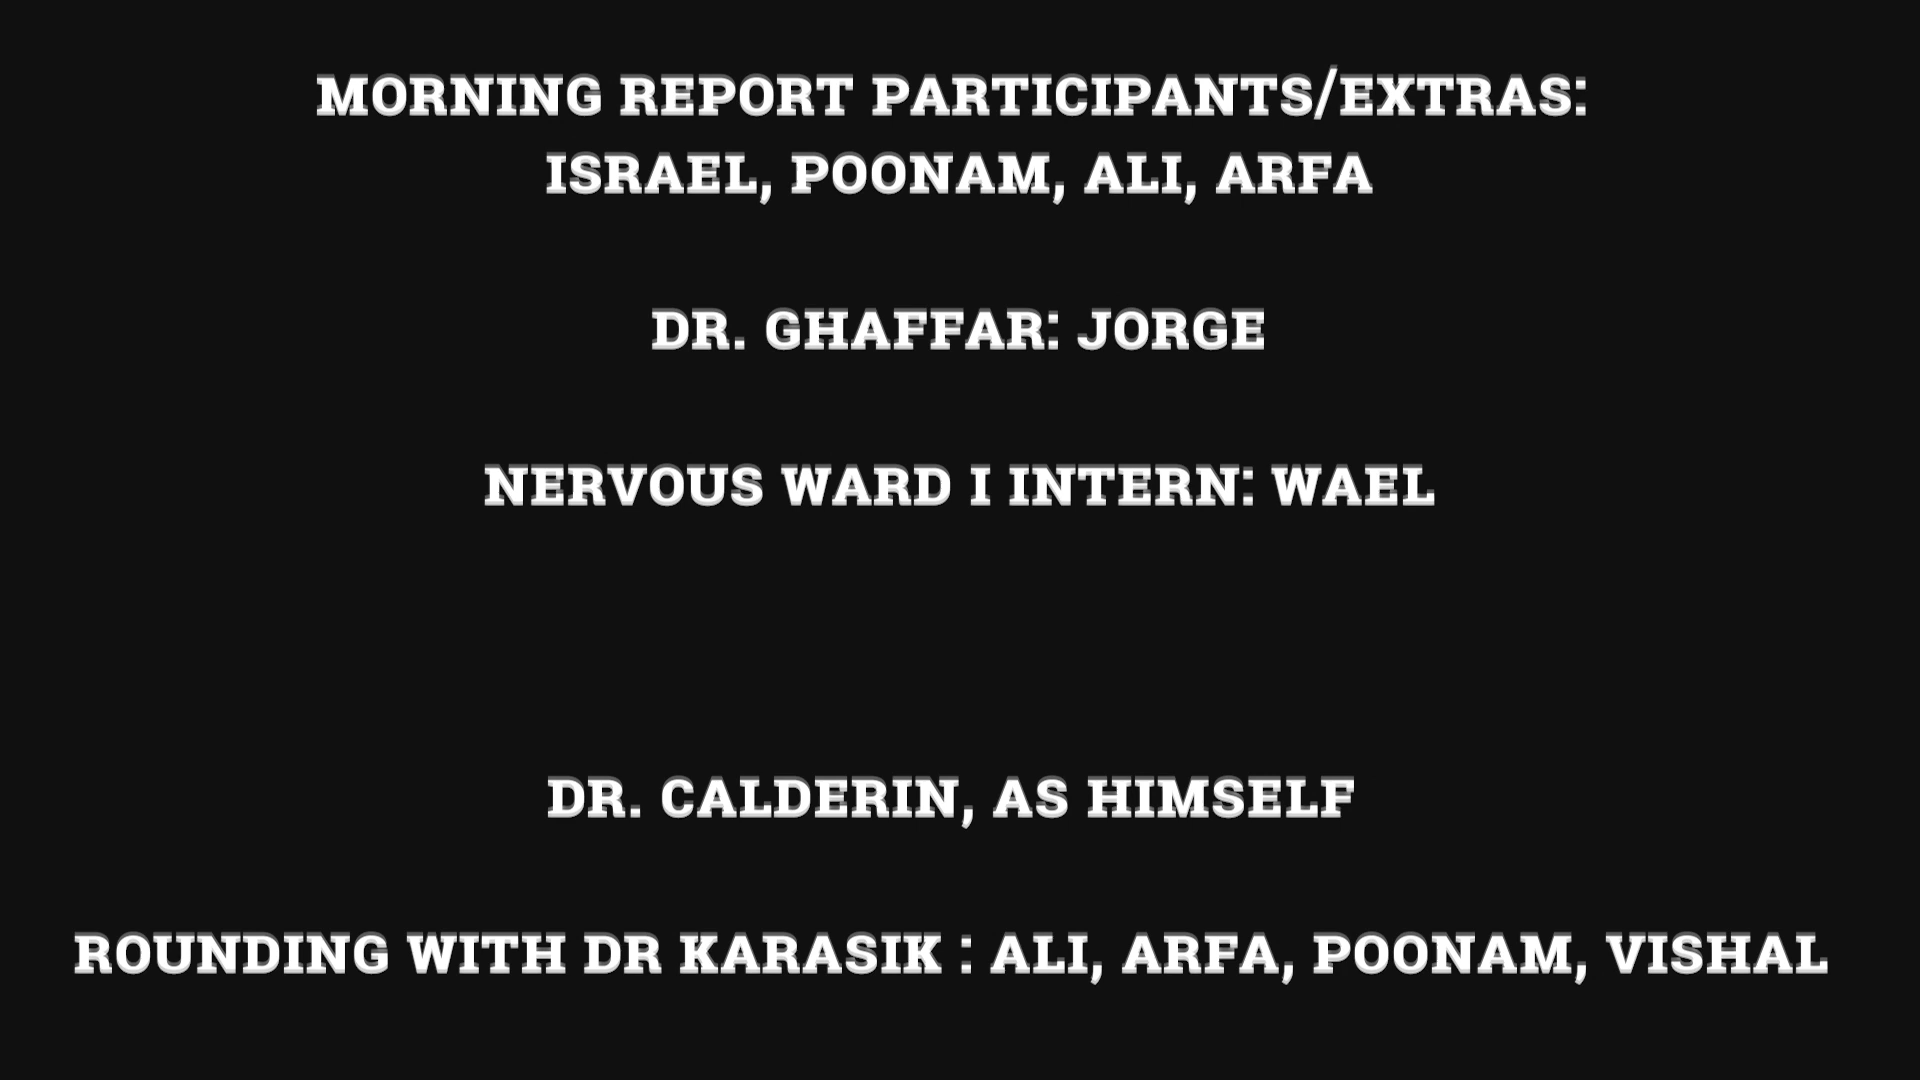 MORNING REPORT PARTICIPANTS/EXTRAS:
ISRAEL, POONAM, ALI, ARFA
DR. GHAFFAR: JORGE
NERVOUS WARD I INTERN: WAEL
DR. CALDERIN, AS HIMSELF
ROUNDING WITH DR KARASIK : ALI, ARFA, POONAM, VISHAL